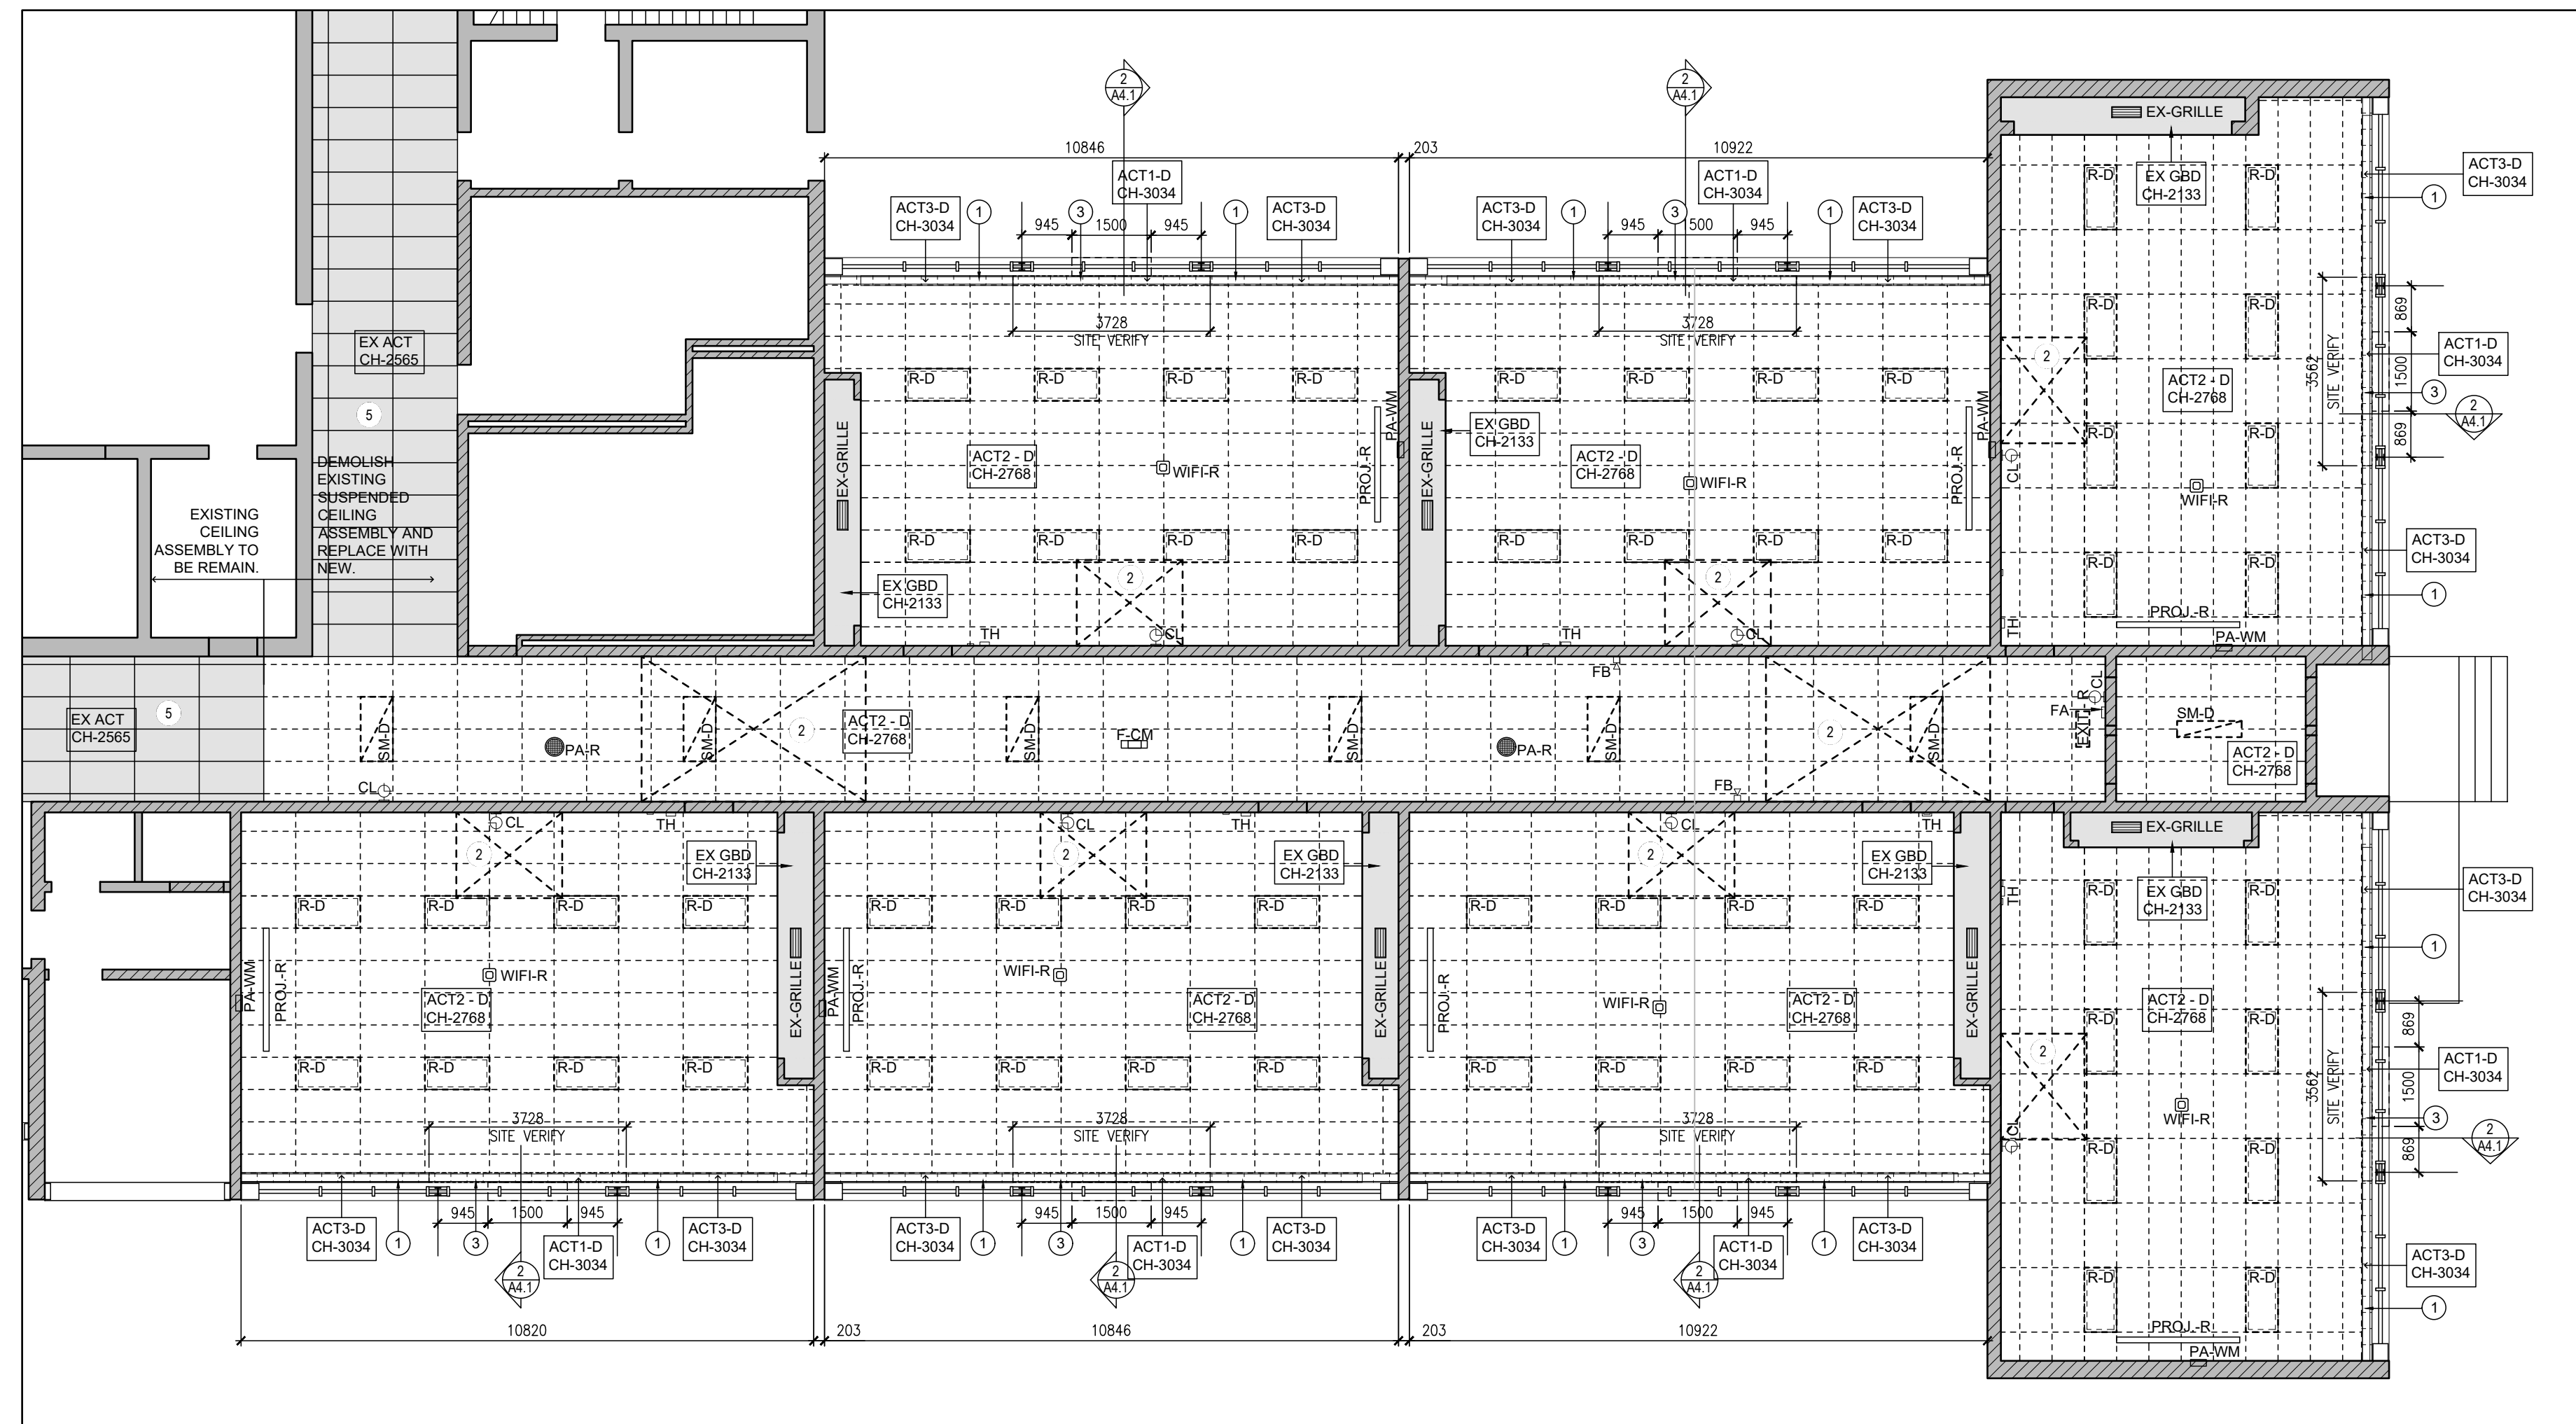 2
A4.1
2
A4.1
10846
203
10922
ACT1-D
CH-3034
ACT1-D
CH-3034
ACT3-D
CH-3034
1
3
1
ACT3-D
CH-3034
945
1500
945
ACT3-D
CH-3034
1
3
1
ACT3-D
CH-3034
945
1500
945
EX-GRILLE
EX GBD
CH-2133
R-D
R-D
ACT3-D
CH-3034
1
EX ACT
CH-2565
5
3728
SITE VERIFY
3728
SITE VERIFY
R-D
R-D
R-D
R-D
R-D
R-D
R-D
R-D
R-D
R-D
2
869
1500
869
3562
SITE VERIFY
ACT1-D
CH-3034
3
2
A4.1
ACT2 - D
CH-2768
EX-GRILLE
ACT2 - D
CH-2768
WIFI-R
PROJ.-R
PA-WM
EX-GRILLE
EX GBD
CH-2133
ACT2 - D
CH-2768
WIFI-R
PROJ.-R
PA-WM
R-D
R-D
CL
WIFI-R
DEMOLISH
EXISTING
SUSPENDED
CEILING
ASSEMBLY AND
REPLACE WITH
NEW.
EXISTING
CEILING
ASSEMBLY TO
BE REMAIN.
R-D
R-D
R-D
R-D
R-D
R-D
R-D
R-D
R-D
R-D
ACT3-D
CH-3034
1
EX GBD
CH-2133
2
2
TH
CL
TH
CL
TH
PROJ.-R
PA-WM
EX ACT
CH-2565
5
SM-D
PA-R
SM-D
2
ACT2 - D
CH-2768
SM-D
F-CM
SM-D
PA-R
FB
SM-D
2
SM-D
FA
EXIT-R
CL
SM-D
ACT2 - D
CH-2768
CL
FB
CL
TH
2
EX GBD
CH-2133
CL
TH
2
EX GBD
CH-2133
CL
TH
2
EX GBD
CH-2133
EX-GRILLE
EX GBD
CH-2133
TH
R-D
R-D
ACT3-D
CH-3034
1
R-D
R-D
R-D
R-D
R-D
R-D
R-D
R-D
R-D
R-D
R-D
R-D
PA-WM
PROJ.-R
WIFI-R
ACT2 - D
CH-2768
EX-GRILLE
PA-WM
PROJ.-R
WIFI-R
ACT2 - D
CH-2768
EX-GRILLE
PROJ.-R
WIFI-R
ACT2 - D
CH-2768
EX-GRILLE
ACT2 - D
CH-2768
R-D
R-D
2
CL
WIFI-R
869
1500
869
3562
SITE VERIFY
ACT1-D
CH-3034
3
2
A4.1
R-D
R-D
R-D
R-D
R-D
R-D
R-D
R-D
R-D
R-D
R-D
R-D
R-D
R-D
3728
SITE VERIFY
3728
SITE VERIFY
3728
SITE VERIFY
ACT3-D
CH-3034
1
3
945
1500
945
ACT1-D
CH-3034
1
ACT3-D
CH-3034
2
A4.1
ACT3-D
CH-3034
1
945
3
1500
945
ACT1-D
CH-3034
1
ACT3-D
CH-3034
2
A4.1
ACT3-D
CH-3034
1
945
3
1500
945
ACT1-D
CH-3034
1
ACT3-D
CH-3034
2
A4.1
R-D
R-D
ACT3-D
CH-3034
1
PROJ.-R
PA-WM
10820
203
10846
203
10922